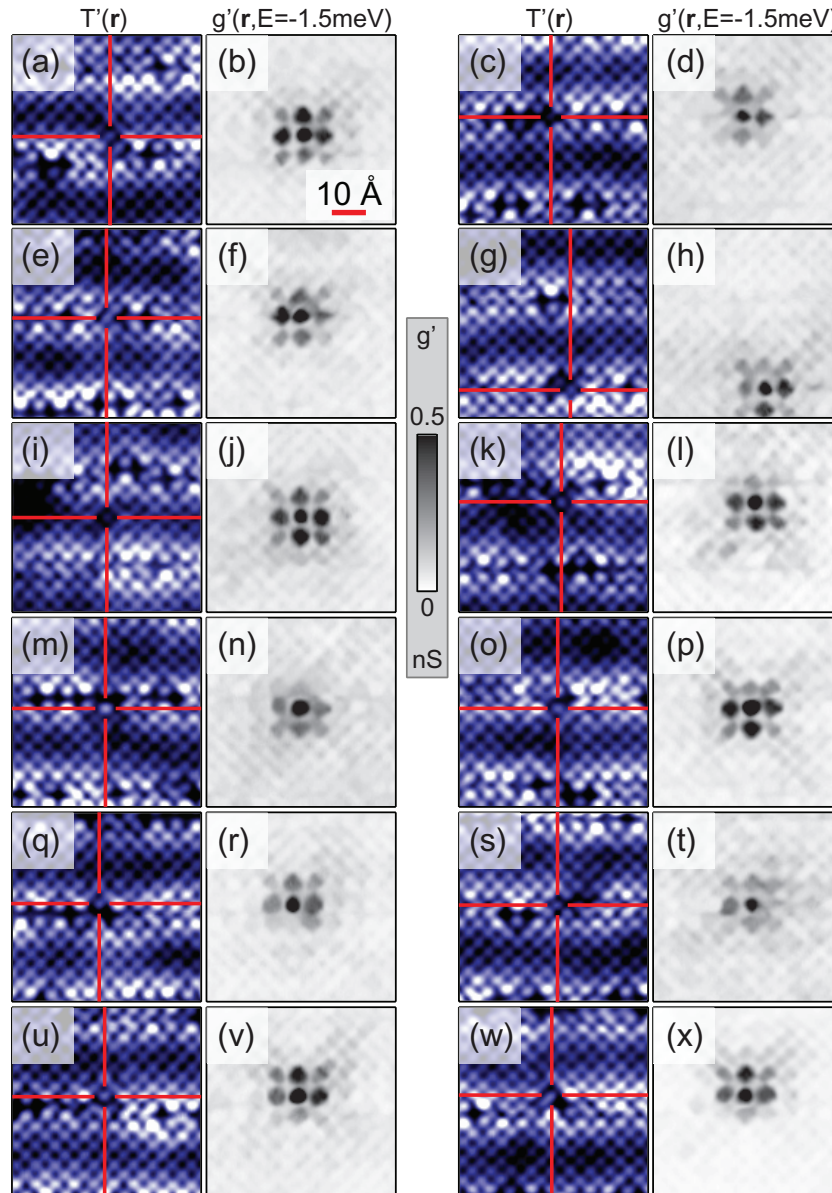 T'(r) g'(r,E=-1.5meV) T'(r) g'(r,E=-1.5meV)
(a) (b) (c) (d)
10 Å
(e) (f) (g) (h)
g'
0.5
(i) (j) (k) (l)
0
nS
(m) (n) (o) (p)
(q) (r) (s) (t)
(u) (v) (w) (x)